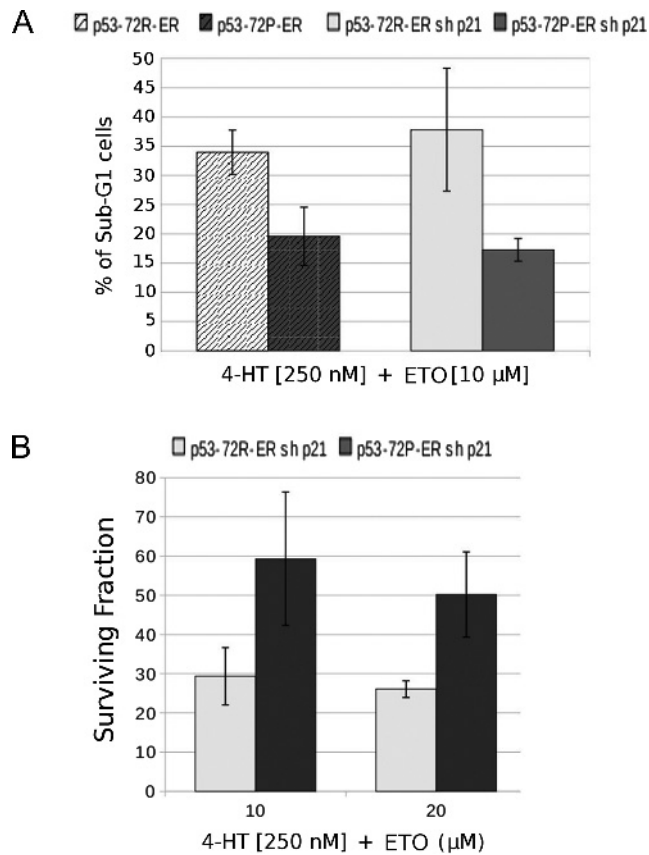 A
p53-72R-ER p53-72P-ER p53-72R-ER sh p21 p53-72P-ER sh p21
% of Sub-G1 cells
50
45
40
35
30
25
20
15
10
5
0
4-HT [250 nM] + ETO [10 μM]
B
p53-72R-ER sh p21 p53-72P-ER sh p21
Surviving Fraction
80
70
60
50
40
30
20
10
0
10 20
4-HT [250 nM] + ETO (μM)